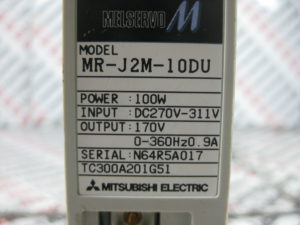 MELSERVO M
MODEL
MR-J2M-10DU
POWER :100W
INPUT :DC270V-311V
OUTPUT:170V
0-360Hz0.9A
SERIAL:N64R5A017
TC300A201G51
MITSUBISHI ELECTRIC